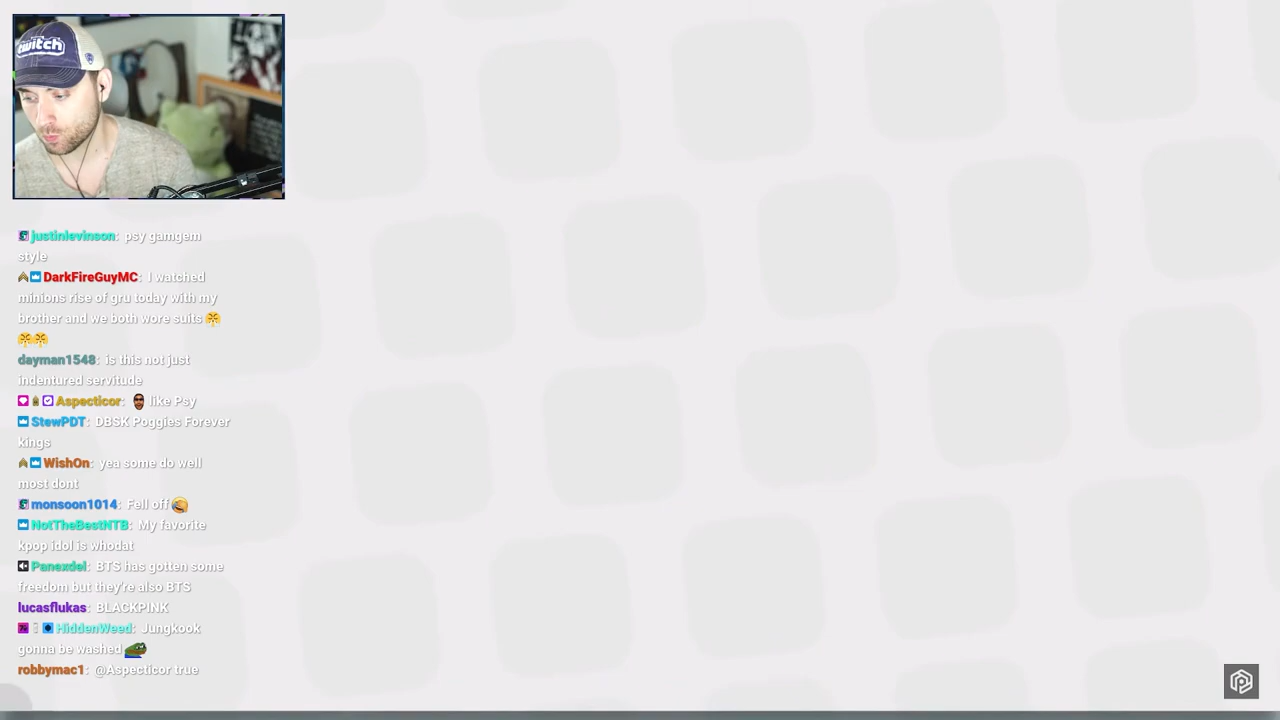 twitch
justinlevinson: psy gamgem
style
DarkFireGuyMC: I watched
minions rise of gru today with my
brother and we both wore suits
dayman1548: is this not just
indentured servitude
Aspecticor: like Psy
StewPDT: DBSK Poggies Forever
kings
WishOn: yea some do well
most dont
monsoon1014: Fell off
NotTheBestNTB: My favorite
kpop idol is whodat
Panexdel: BTS has gotten some
freedom but they're also BTS
lucasflukas: BLACKPINK
HiddenWeed: Jungkook
gonna be washed
robbymac1: @Aspecticor true